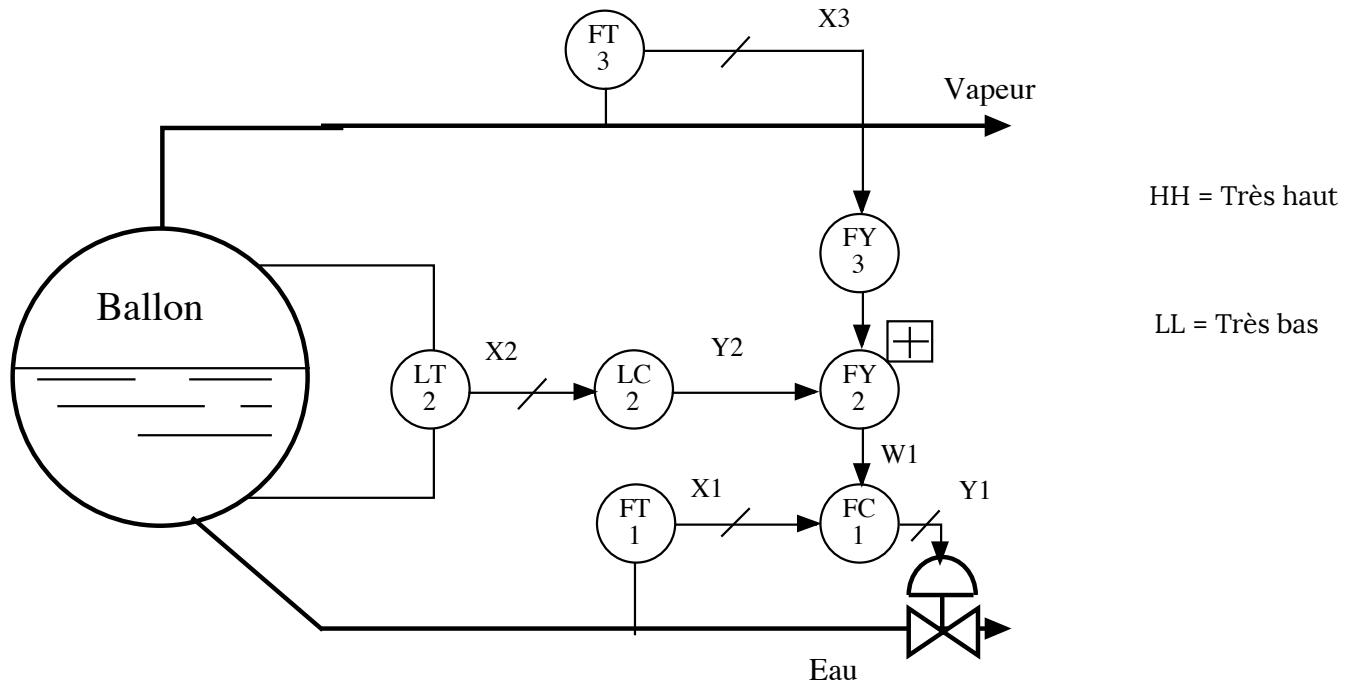 FT
3
X3
Vapeur
HH = Très haut
FY
3
Ballon
LL = Très bas
X2
Y2
LT
2
LC
2
FY
2
W1
X1
Y1
FT
1
FC
1
Eau